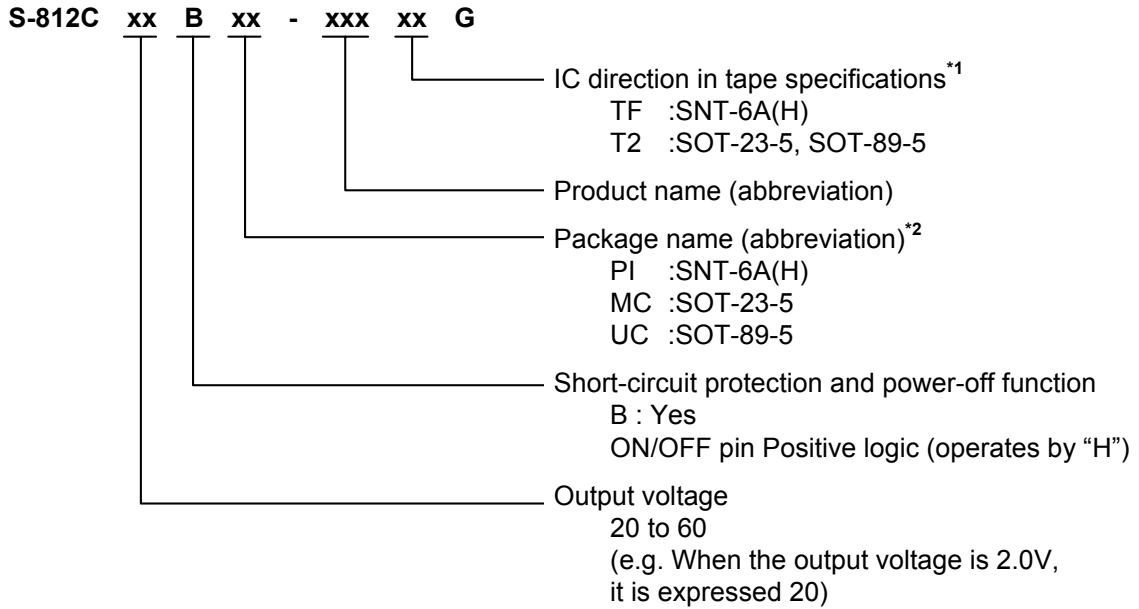 S-812C xx B xx - xxx xx G
IC direction in tape specifications*1
TF :SNT-6A(H)
T2 :SOT-23-5, SOT-89-5
Product name (abbreviation)
Package name (abbreviation)*2
PI :SNT-6A(H)
MC :SOT-23-5
UC :SOT-89-5
Short-circuit protection and power-off function
B : Yes
ON/OFF pin Positive logic (operates by “H”)
Output voltage
20 to 60
(e.g. When the output voltage is 2.0V,
it is expressed 20)